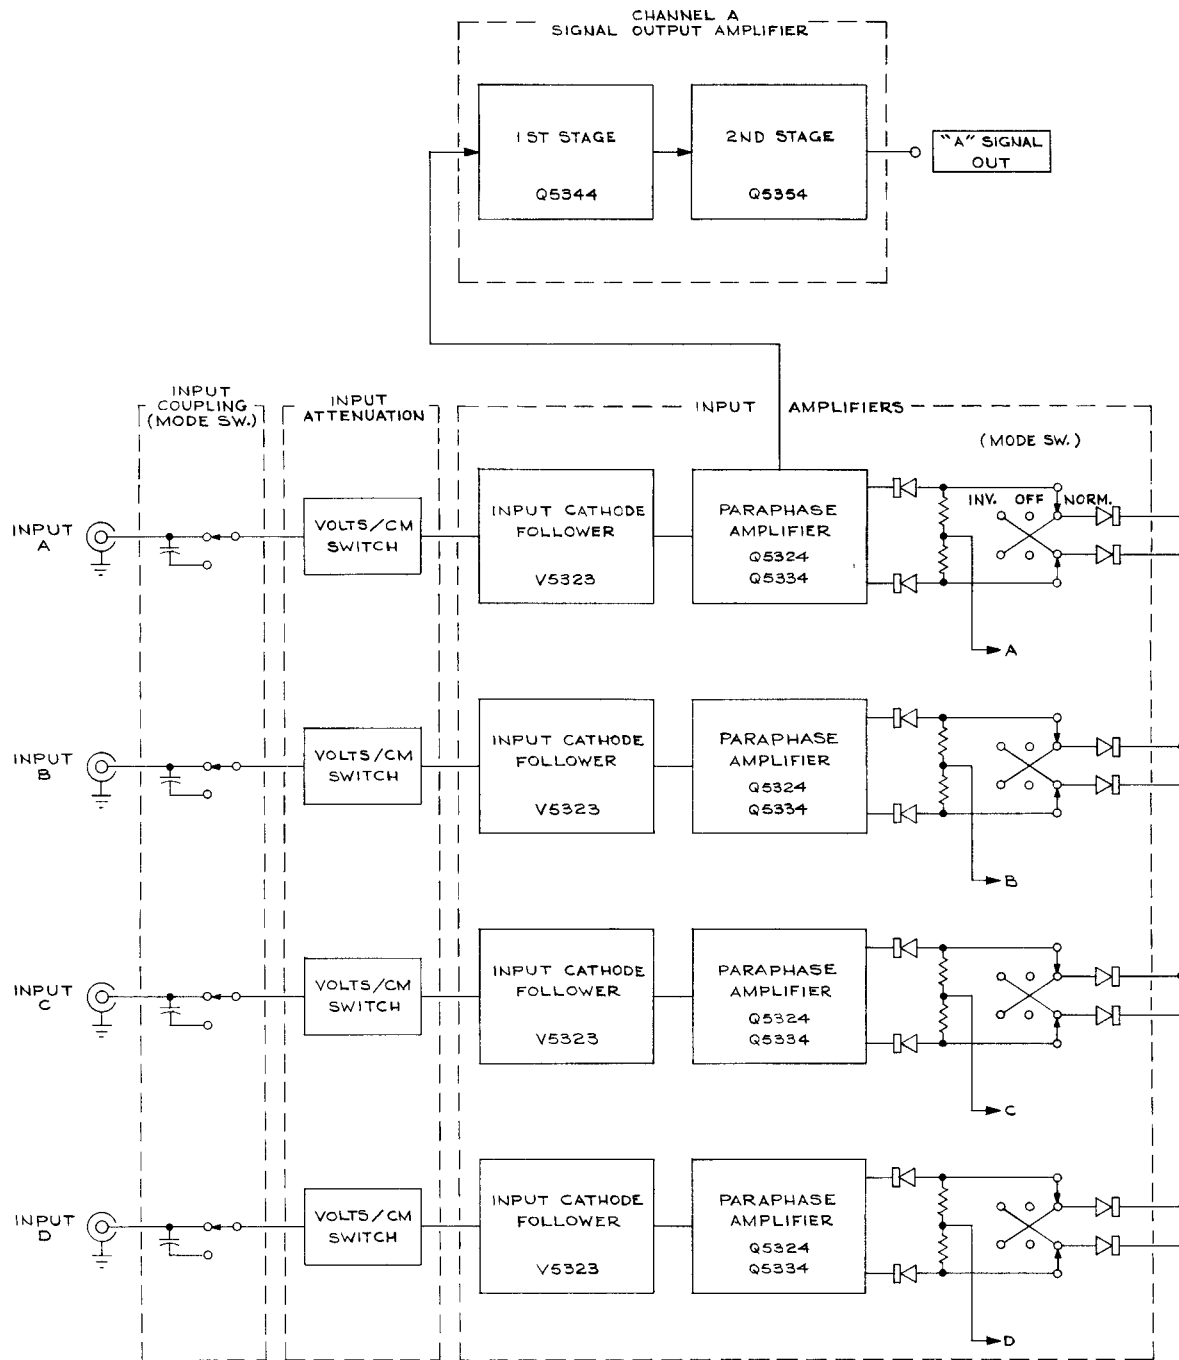 CHANNEL A
SIGNAL OUTPUT AMPLIFIER
1ST STAGE
Q5344
2ND STAGE
Q5354
"A" SIGNAL
OUT
INPUT
COUPLING
(MODE SW.)
INPUT
ATTENUATION
INPUT AMPLIFIERS
(MODE SW.)
INPUT
A
VOLTS/CM
SWITCH
INPUT CATHODE
FOLLOWER
V5323
PARAPHASE
AMPLIFIER
Q5324
Q5334
INV. OFF NORM.
A
INPUT
B
VOLTS/CM
SWITCH
INPUT CATHODE
FOLLOWER
V5323
PARAPHASE
AMPLIFIER
Q5324
Q5334
B
INPUT
C
VOLTS/CM
SWITCH
INPUT CATHODE
FOLLOWER
V5323
PARAPHASE
AMPLIFIER
Q5324
Q5334
C
INPUT
D
VOLTS/CM
SWITCH
INPUT CATHODE
FOLLOWER
V5323
PARAPHASE
AMPLIFIER
Q5324
Q5334
D